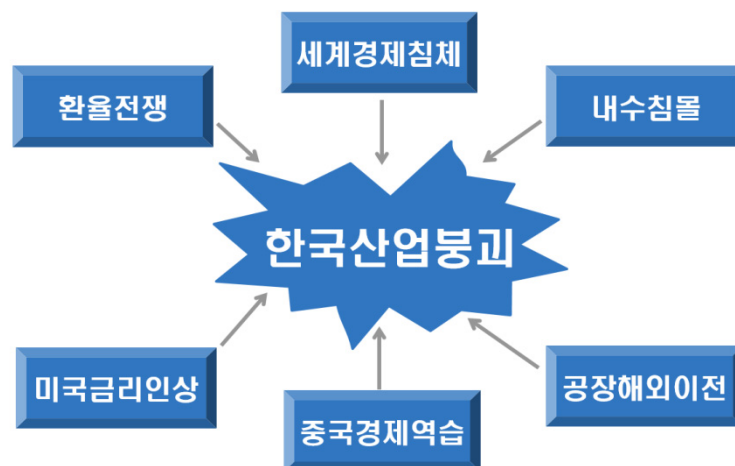 세계경제침체
환율전쟁
내수침몰
한국산업붕괴
미국금리인상
공장해외이전
중국경제역습